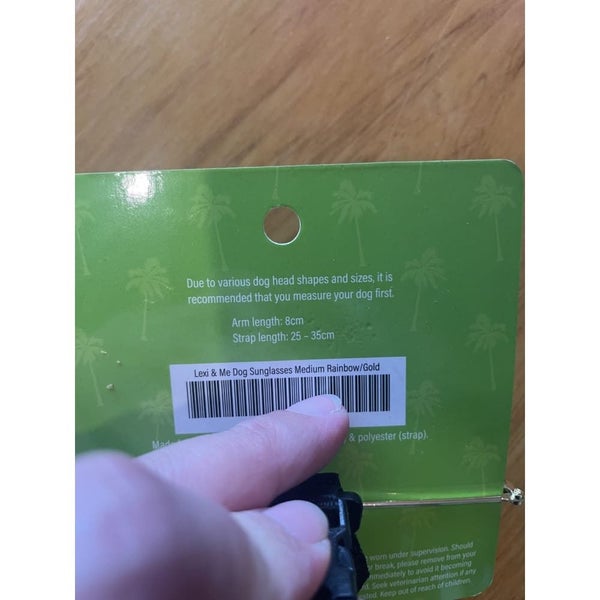 Due to various dog head shapes and sizes, it is
recommended that you measure your dog first.
Arm length: 8cm
Strap length: 25 - 35cm
Lexi & Me Dog Sunglasses Medium Rainbow/Gold
Made & polyester (strap).
worn under supervision. Should
or break, please remove from your
immediately to avoid it becoming
Seek veterinarian attention if any
Keep out of reach of children.